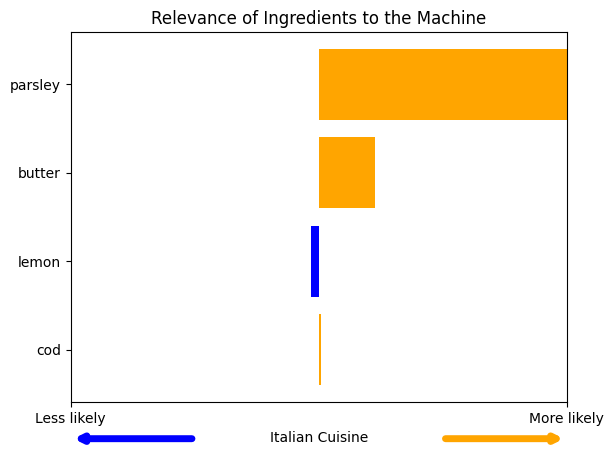 Relevance of Ingredients to the Machine
parsley
butter
lemon
cod
Less likely
More likely
Italian Cuisine